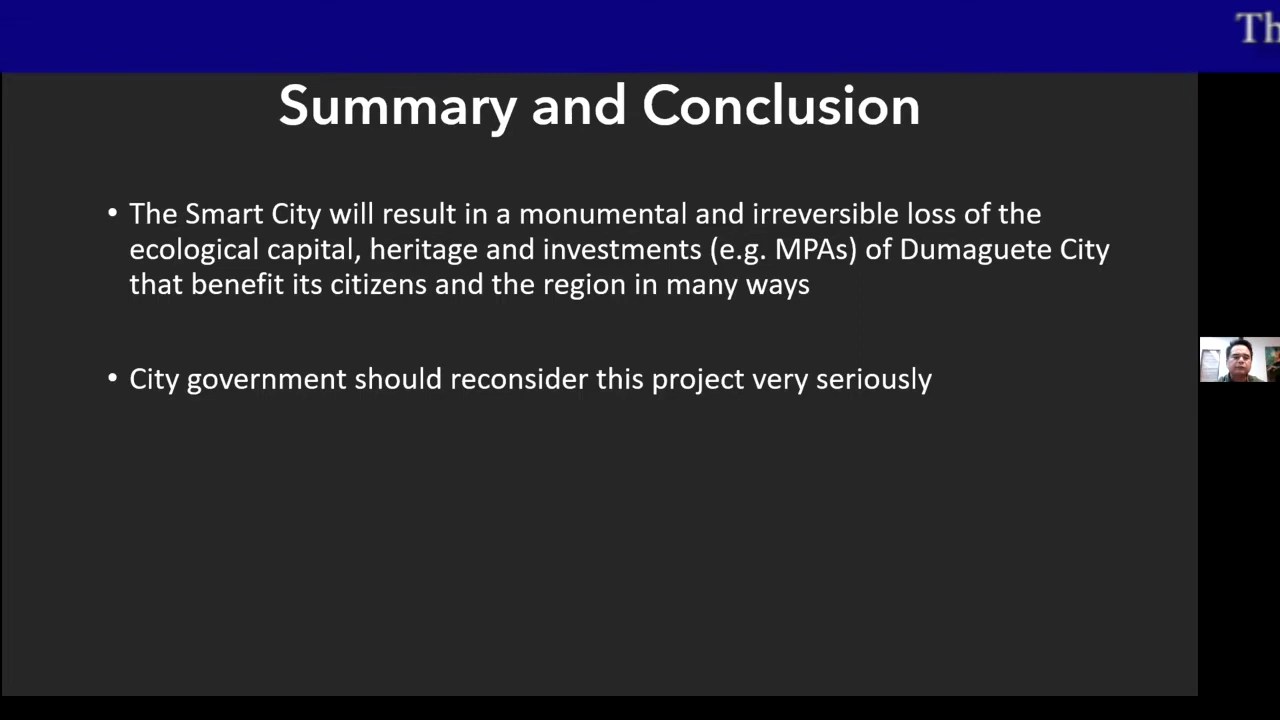 Th
Summary and Conclusion
• The Smart City will result in a monumental and irreversible loss of the
ecological capital, heritage and investments (e.g. MPAs) of Dumaguete City
that benefit its citizens and the region in many ways
• City government should reconsider this project very seriously